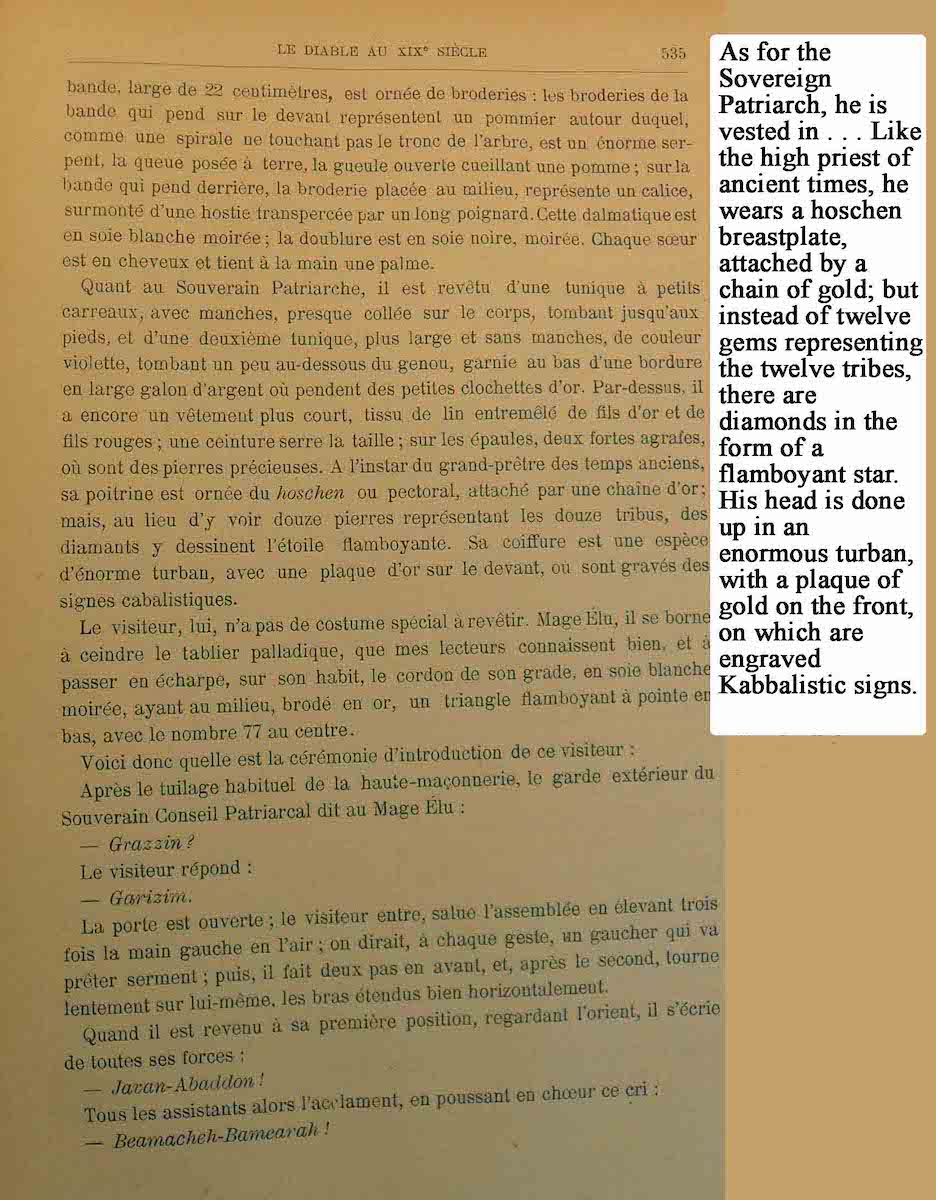 LE DIABLE AU XIXe SIÈCLE 535
bande, large de 22 centimètres, est ornée de broderies : les broderies de la
bande qui pend sur le devant représentent un pommier autour duquel,
comme une spirale ne touchant pas le tronc de l'arbre, est un énorme ser-
pent, la queue posée à terre, la gueule ouverte cueillant une pomme ; sur la
bande qui pend derrière, la broderie placée au milieu, représente un calice,
surmonté d'une hostie transpercée par un long poignard. Cette dalmatique est
en soie blanche moirée ; la doublure est en soie noire, moirée. Chaque sœur
est en cheveux et tient à la main une palme.
Quant au Souverain Patriarche, il est revêtu d'une tunique à petits
carreaux, avec manches, presque collée sur le corps, tombant jusqu'aux
pieds, et d'une deuxième tunique, plus large et sans manches, de couleur
violette, tombant un peu au-dessous du genou, garnie au bas d'une bordure
en large galon d'argent où pendent des petites clochettes d'or. Par-dessus, il
a encore un vêtement plus court, tissu de lin entremêlé de fils d'or et de
fils rouges ; une ceinture serre la taille ; sur les épaules, deux fortes agrafes,
où sont des pierres précieuses. A l'instar du grand-prêtre des temps anciens,
sa poitrine est ornée du hoschen ou pectoral, attaché par une chaîne d'or ;
mais, au lieu d'y voir douze pierres représentant les douze tribus, des
diamants y dessinent l'étoile flamboyante. Sa coiffure est une espèce
d'énorme turban, avec une plaque d'or sur le devant, où sont gravés des
signes cabalistiques.
Le visiteur, lui, n'a pas de costume spécial à revêtir. Mage Élu, il se borne
à ceindre le tablier palladique, que mes lecteurs connaissent bien, et à
passer en écharpe, sur son habit, le cordon de son grade, en soie blanche
moirée, ayant au milieu, brodé en or, un triangle flamboyant à pointe en
bas, avec le nombre 77 au centre.
Voici donc quelle est la cérémonie d'introduction de ce visiteur :
Après le tuilage habituel de la haute-maçonnerie, le garde extérieur du
Souverain Conseil Patriarcal dit au Mage Élu :
— Grazzin ?
Le visiteur répond :
— Garizim.
La porte est ouverte ; le visiteur entre, salue l'assemblée en élevant trois
fois la main gauche en l'air ; on dirait, à chaque geste, un gaucher qui va
prêter serment ; puis, il fait deux pas en avant, et, après le second, tourne
lentement sur lui-même, les bras étendus bien horizontalement.
Quand il est revenu à sa première position, regardant l'orient, il s'écrie
de toutes ses forces :
— Javan-Abaddon !
Tous les assistants alors l'acclament, en poussant en chœur ce cri :
— Beamacheh-Bamearah !
As for the
Sovereign
Patriarch, he is
vested in . . . Like
the high priest of
ancient times, he
wears a hoschen
breastplate,
attached by a
chain of gold; but
instead of twelve
gems representing
the twelve tribes,
there are
diamonds in the
form of a
flamboyant star.
His head is done
up in an
enormous turban,
with a plaque of
gold on the front,
on which are
engraved
Kabbalistic signs.